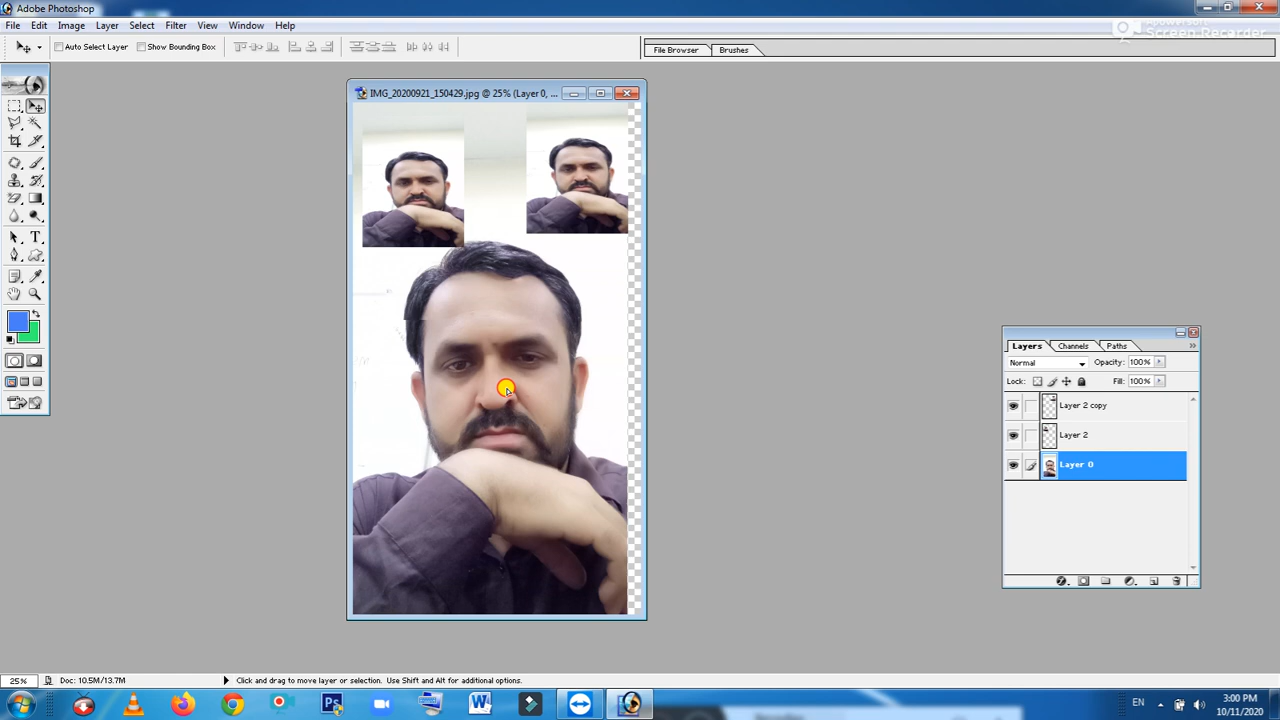 Adobe Photoshop
File Edit Image Layer Select Filter View Window Help
Auto Select Layer Show Bounding Box File Browser Brushes
Apowersoft
Screen Recorder
IMG_20200921_150429.jpg @ 25% (Layer 0, ...
Layers Channels Paths
Normal Opacity: 100%
Lock: Fill: 100%
Layer 2 copy
Layer 2
Layer 0
25% Doc: 10.5M/13.7M Click and drag to move layer or selection. Use Shift and Alt for additional options.
EN 3:00 PM
10/11/2020